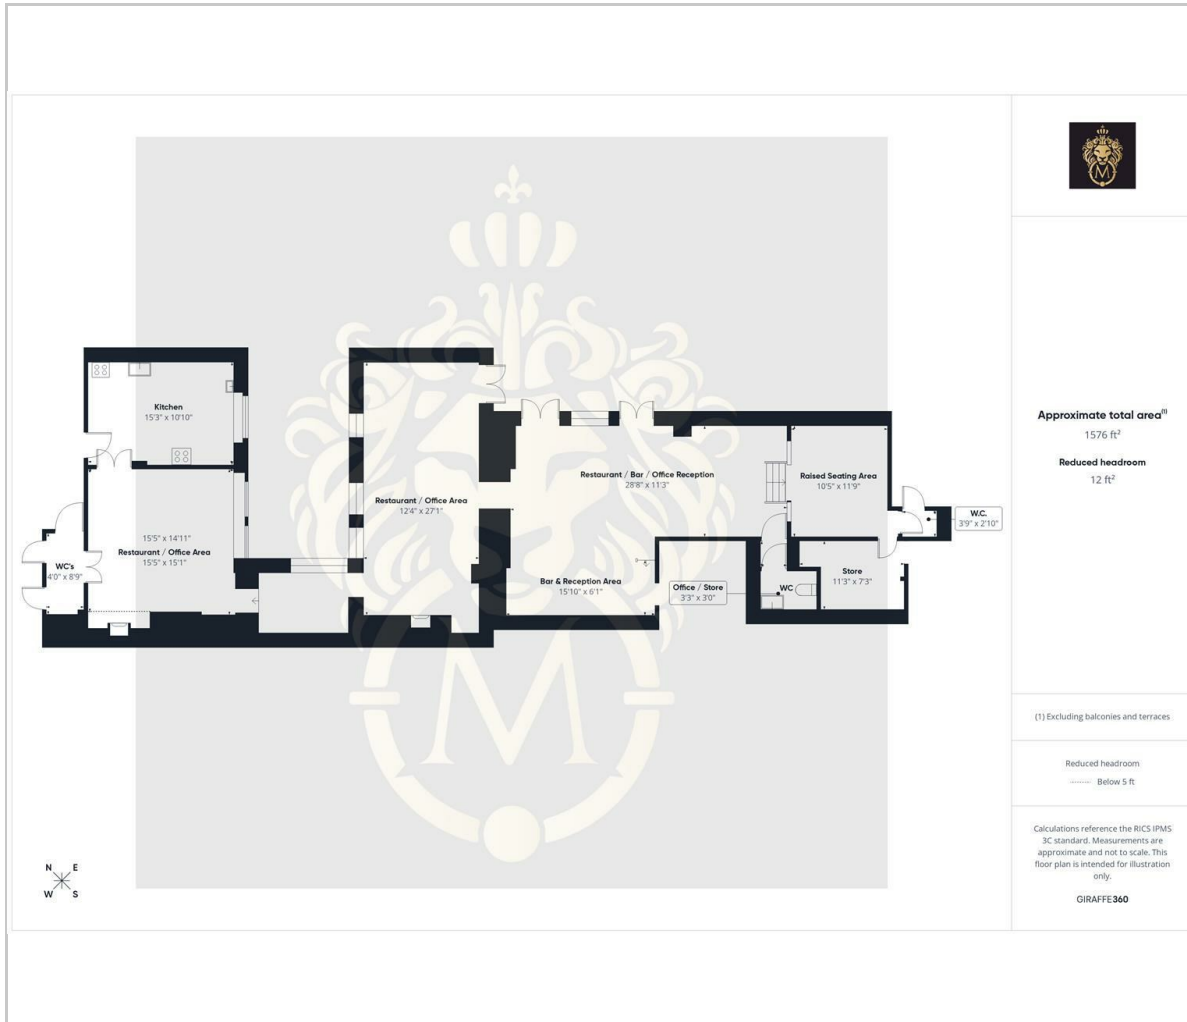 Kitchen
15'3" x 10'10"
15'5" x 14'11"
Restaurant / Office Area
15'5" x 15'1"
WC's
4'0" x 8'9"
Restaurant / Office Area
12'4" x 27'1"
Restaurant / Bar / Office Reception
28'8" x 11'3"
Bar & Reception Area
15'10" x 6'1"
Office / Store
3'3" x 3'0"
WC
Raised Seating Area
10'5" x 11'9"
Store
11'3" x 7'3"
W.C.
3'9" x 2'10"
M
N E
W S
M
Approximate total area(1)
1576 ft²
Reduced headroom
12 ft²
(1) Excluding balconies and terraces
Reduced headroom
Below 5 ft
Calculations reference the RICS IPMS
3C standard. Measurements are
approximate and not to scale. This
floor plan is intended for illustration
only.
GIRAFFE360